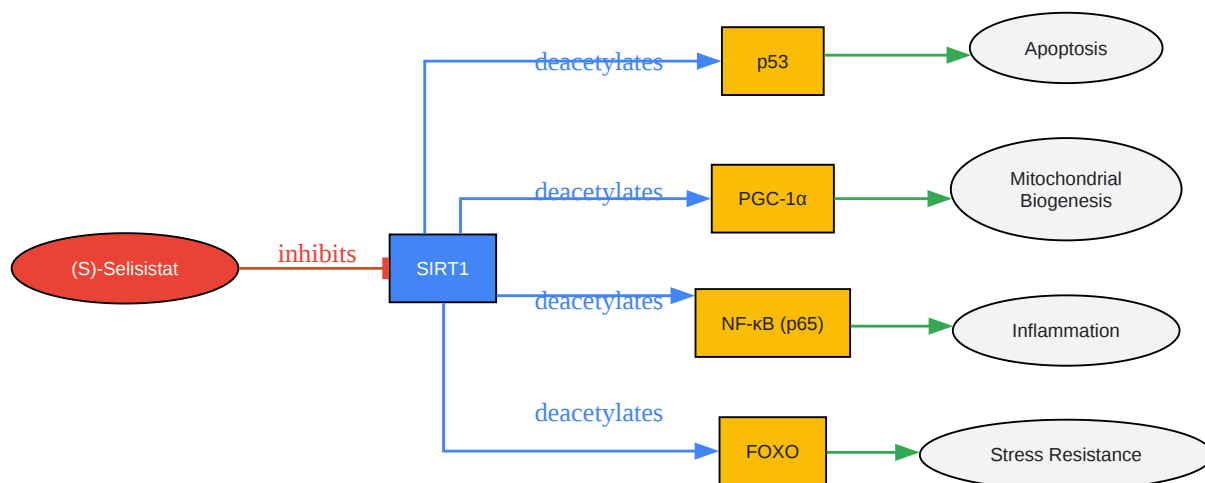 deacetylates
p53
Apoptosis
deacetylates
PGC-1α
Mitochondrial
Biogenesis
(S)-Selisistat
inhibits
SIRT1
deacetylates
NF-κB (p65)
Inflammation
deacetylates
FOXO
Stress Resistance